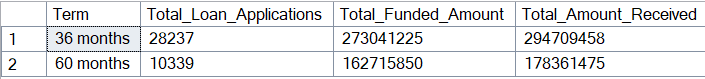 Term Total_Loan_Applications Total_Funded_Amount Total_Amount_Received
1 36 months 28237 273041225 294709458
2 60 months 10339 162715850 178361475